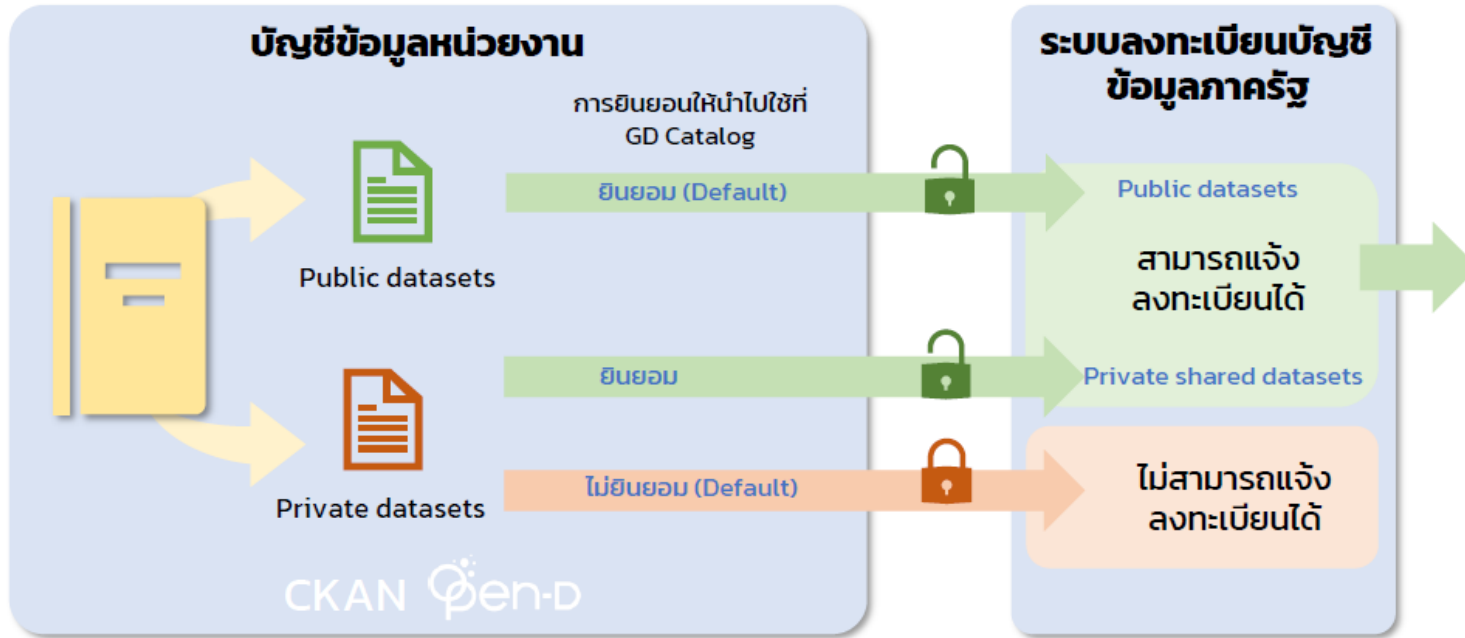 บัญชีข้อมูลหน่วยงาน
ระบบลงทะเบียนบัญชี
ข้อมูลภาครัฐ
การยินยอนให้นำไปใช้ที่
GD Catalog
ยินยอม (Default)
Public datasets
Public datasets
สามารถแจ้ง
ลงทะเบียนได้
ยินยอม
Private shared datasets
ไม่ยินยอม (Default)
Private datasets
ไม่สามารถแจ้ง
ลงทะเบียนได้
CKAN Open-D